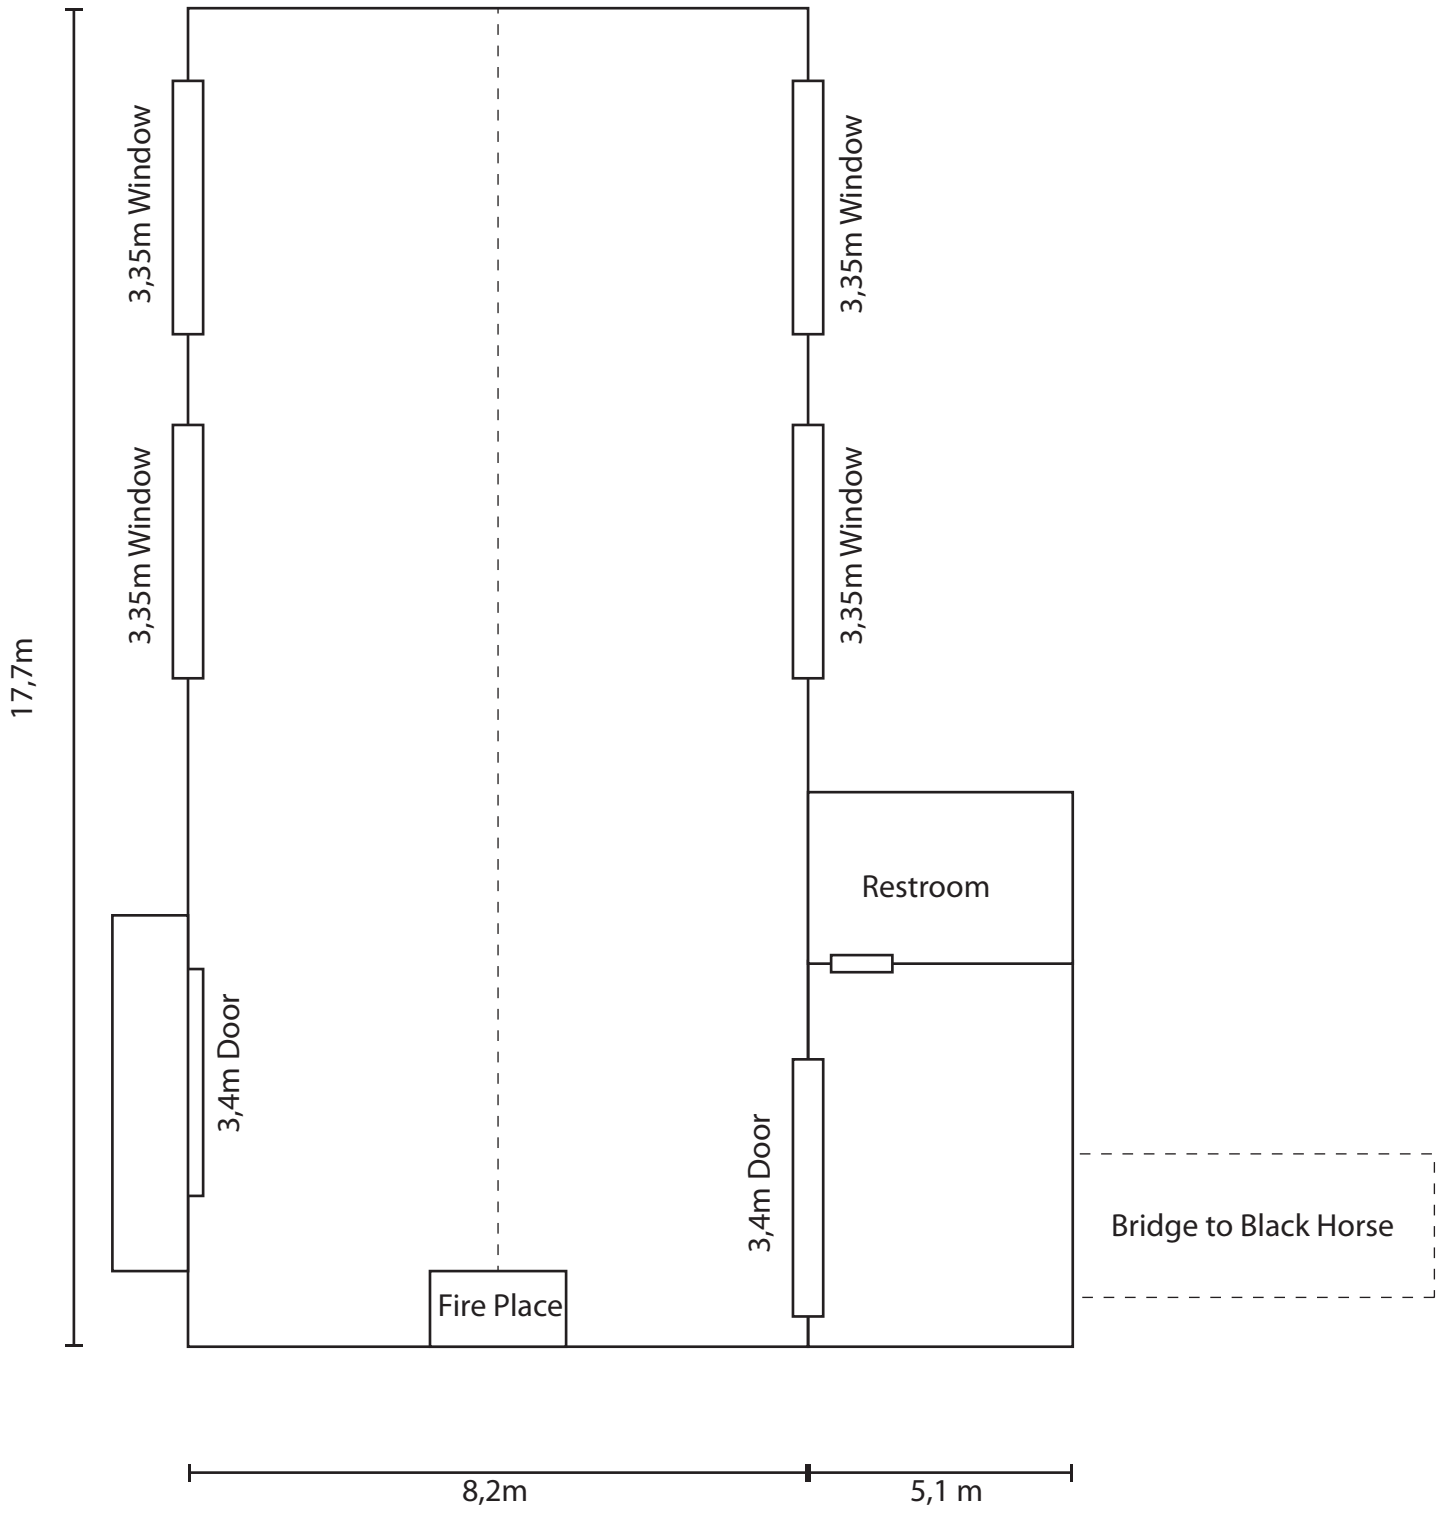 3,35m Window
3,35m Window
3,35m Window
3,35m Window
17,7m
Restroom
3,4m Door
3,4m Door
Bridge to Black Horse
Fire Place
8,2m
5,1 m